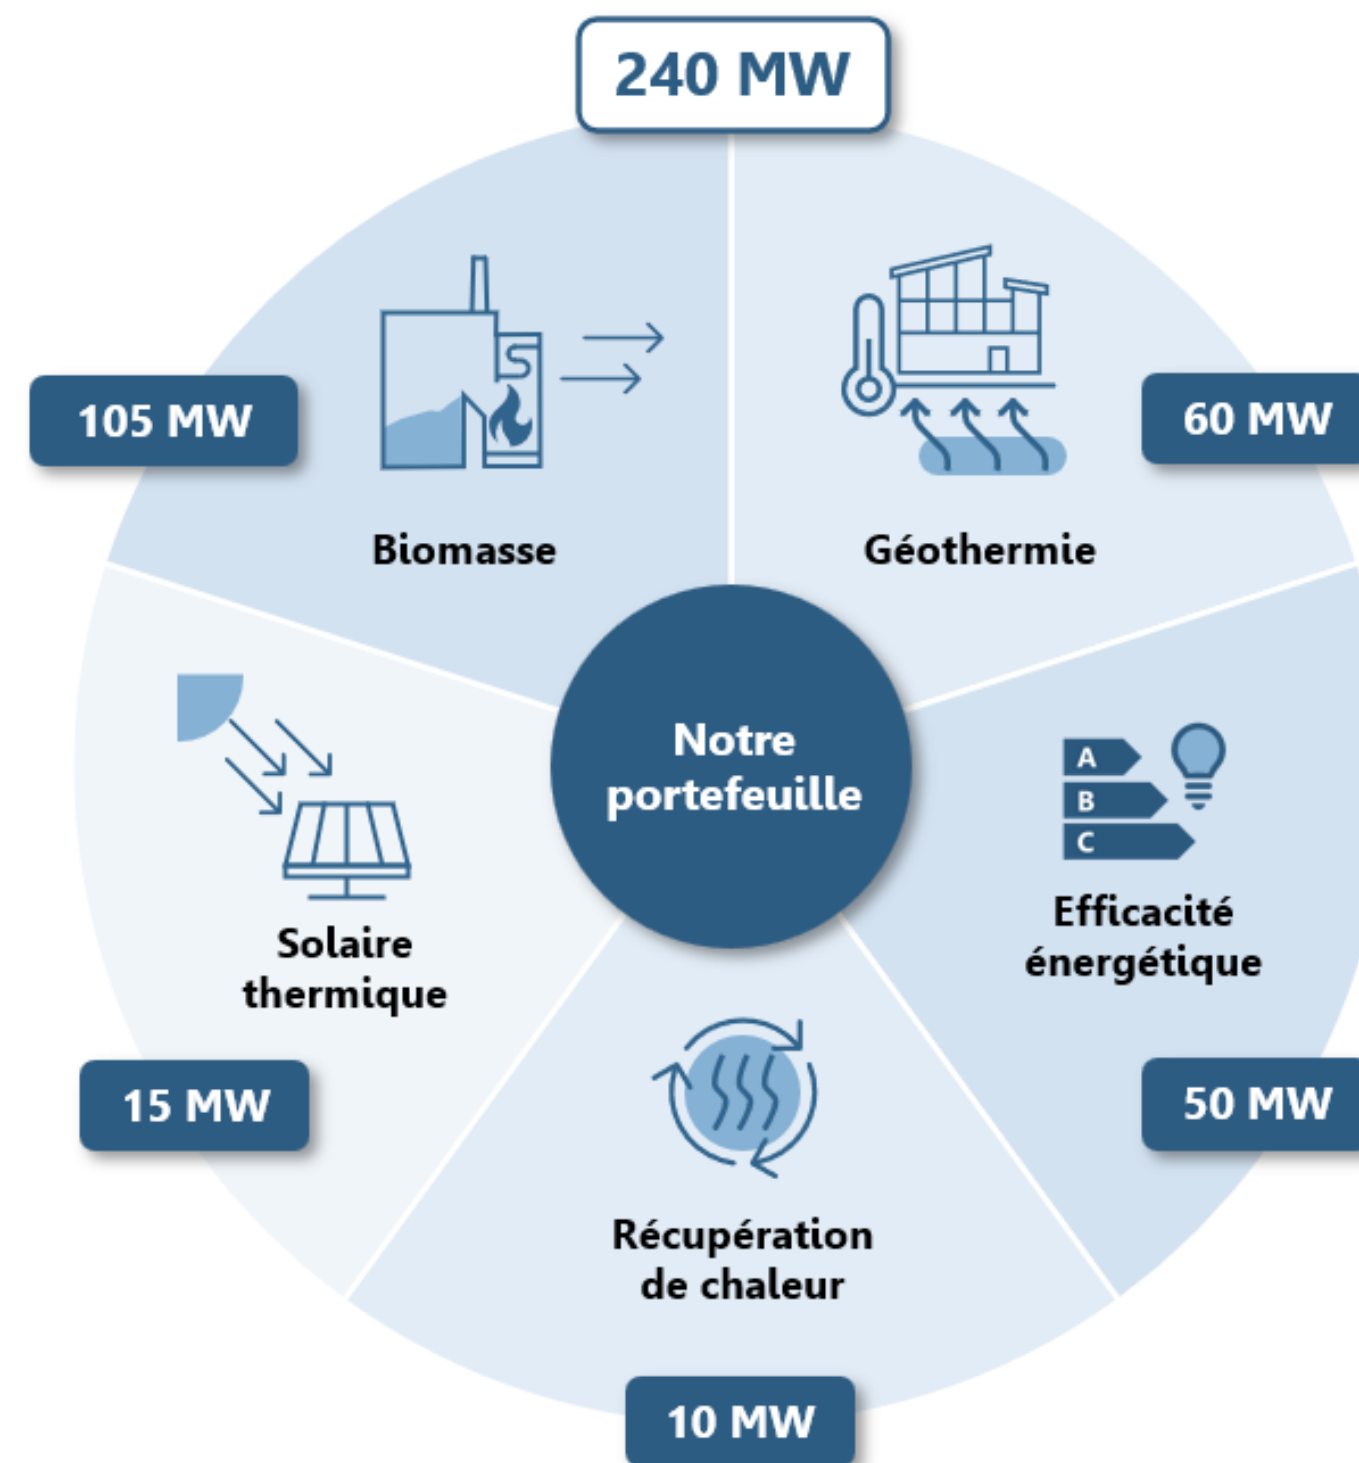 240 MW
105 MW
Biomasse
60 MW
Géothermie
Notre
portefeuille
A
B
C
Efficacité
énergétique
50 MW
Solaire
thermique
15 MW
Récupération
de chaleur
10 MW